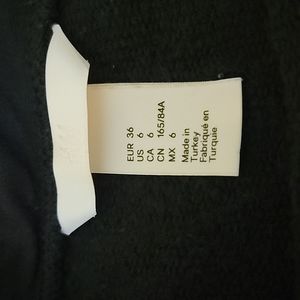 EUR 36
US 6
CA 6
CN 165/84A
MX 6
Made in
Turkey
Fabriqué en
Turquie